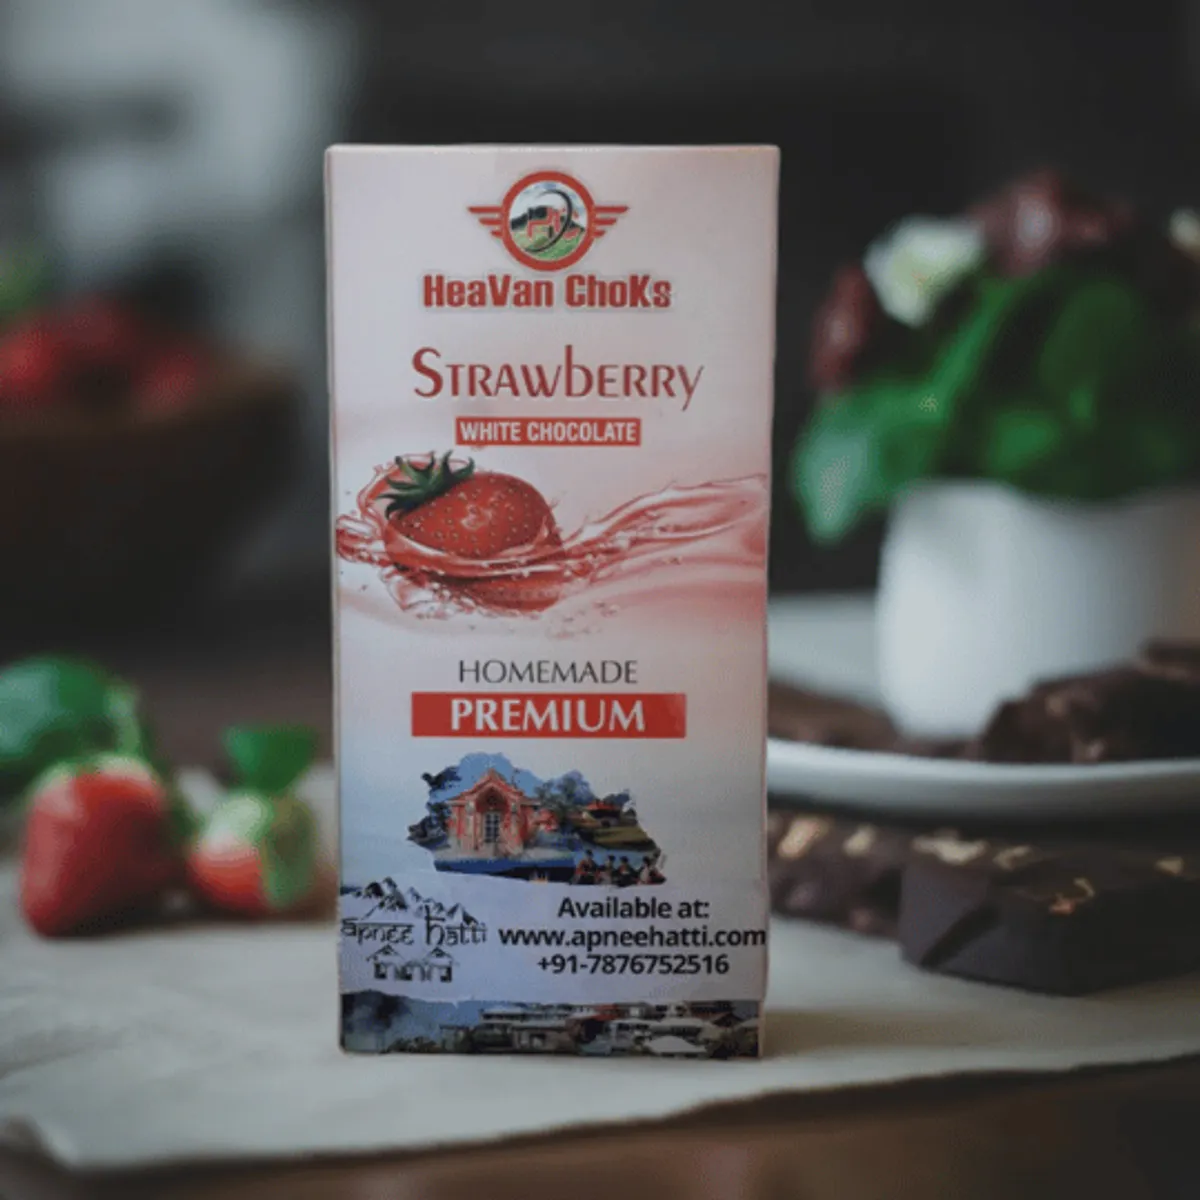 HeaVan ChoKs
Strawberry
WHITE CHOCOLATE
HOMEMADE
PREMIUM
Available at:
apnee hatti www.apneehatti.com
+91-7876752516